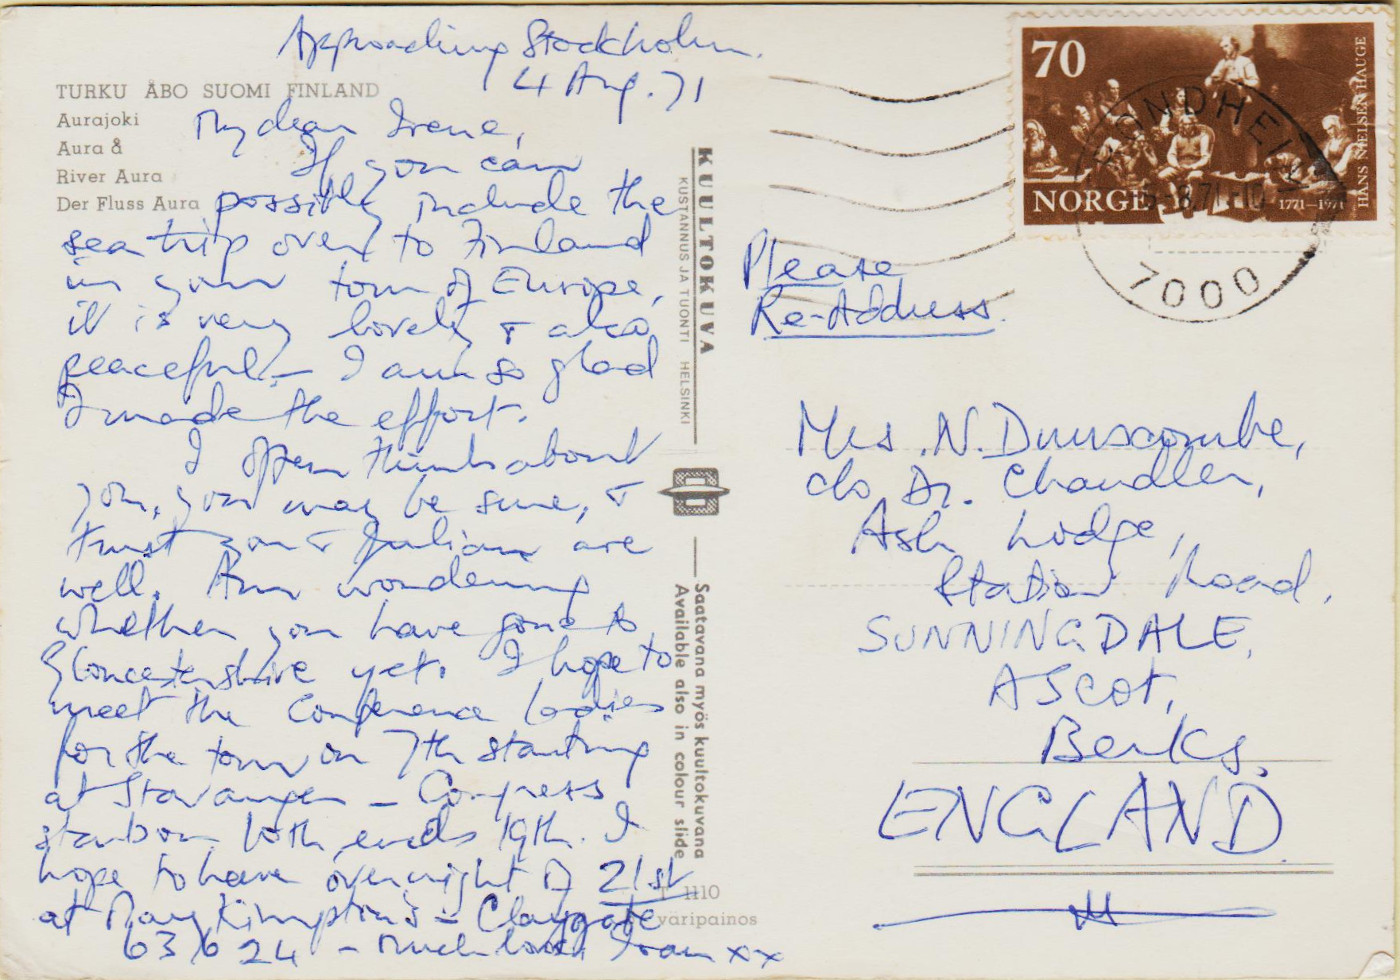 Approaching Stockholm.
4 Aug. 71
TURKU ÅBO SUOMI FINLAND
Aurajoki
Aura å
River Aura
Der Fluss Aura
My dear Irene,
If you can
possibly include the
sea trip over to Finland
in your tour of Europe,
it is very lovely & also
peaceful – I am so glad
I made the effort.
I often think about
you, you may be sure, &
trust you & Julian are
well. Am wondering
whether you have gone to
Gloucestershire yet. I hope to
meet the Conference ladies
for the tour on 7th starting
at Stavanger – Congress
starts on 10th, ends 19th. I
hope to have overnight of 21st
at Mary Kimpton's – Claygate
63624 – Much love, xx
KUULTOKUVA
KUSTANNUS JA TUONTI HELSINKI
Saatavana myös kuultokuvana
Available also in colour slide
T 1110
väripainos
70
NORGE
1771–1971
HANS NIELSEN HAUGE
TRONDHEIM
-8.71-10
7000
Please
Re-Address.
Mrs. N. Dunscombe,
c/o Dr. Chandler,
Ash Lodge,
Station Road,
SUNNINGDALE,
ASCOT,
Berks.
ENGLAND.